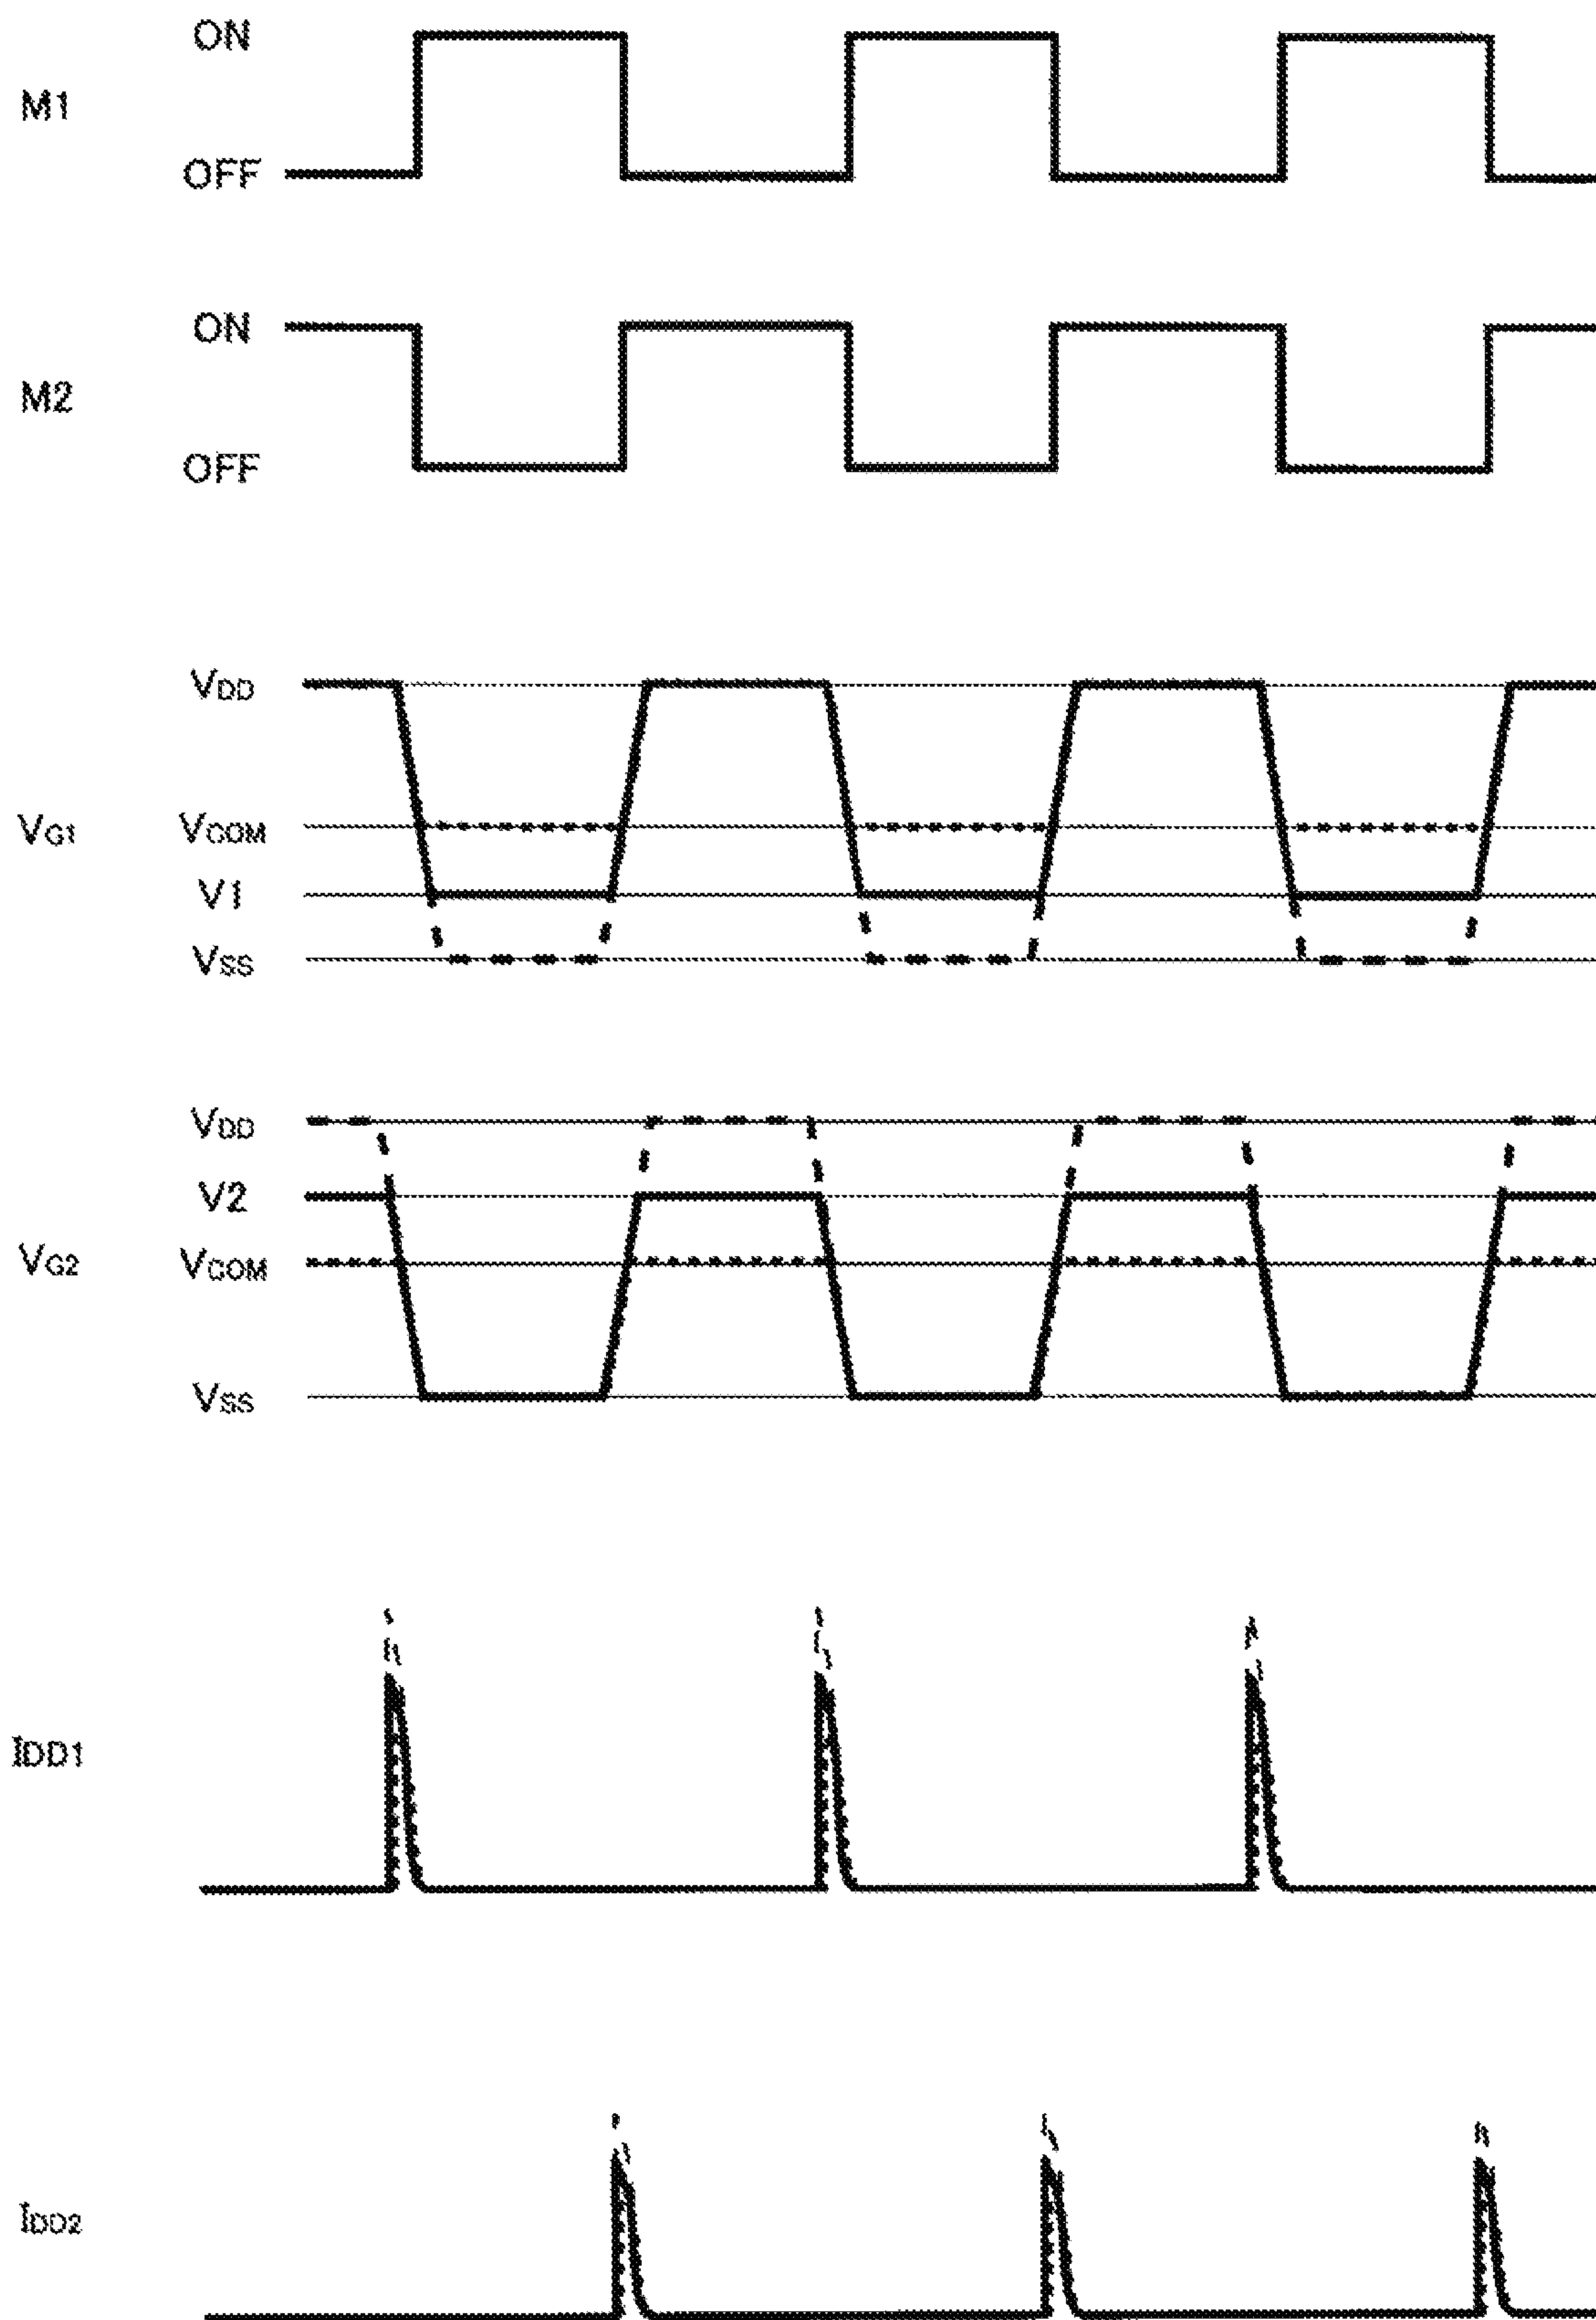 ON
M1
OFF
ON
M2
OFF
VDD
VG1 VCOM
V1
VSS
VDD
V2
VG2 VCOM
VSS
IDD1
IDD2